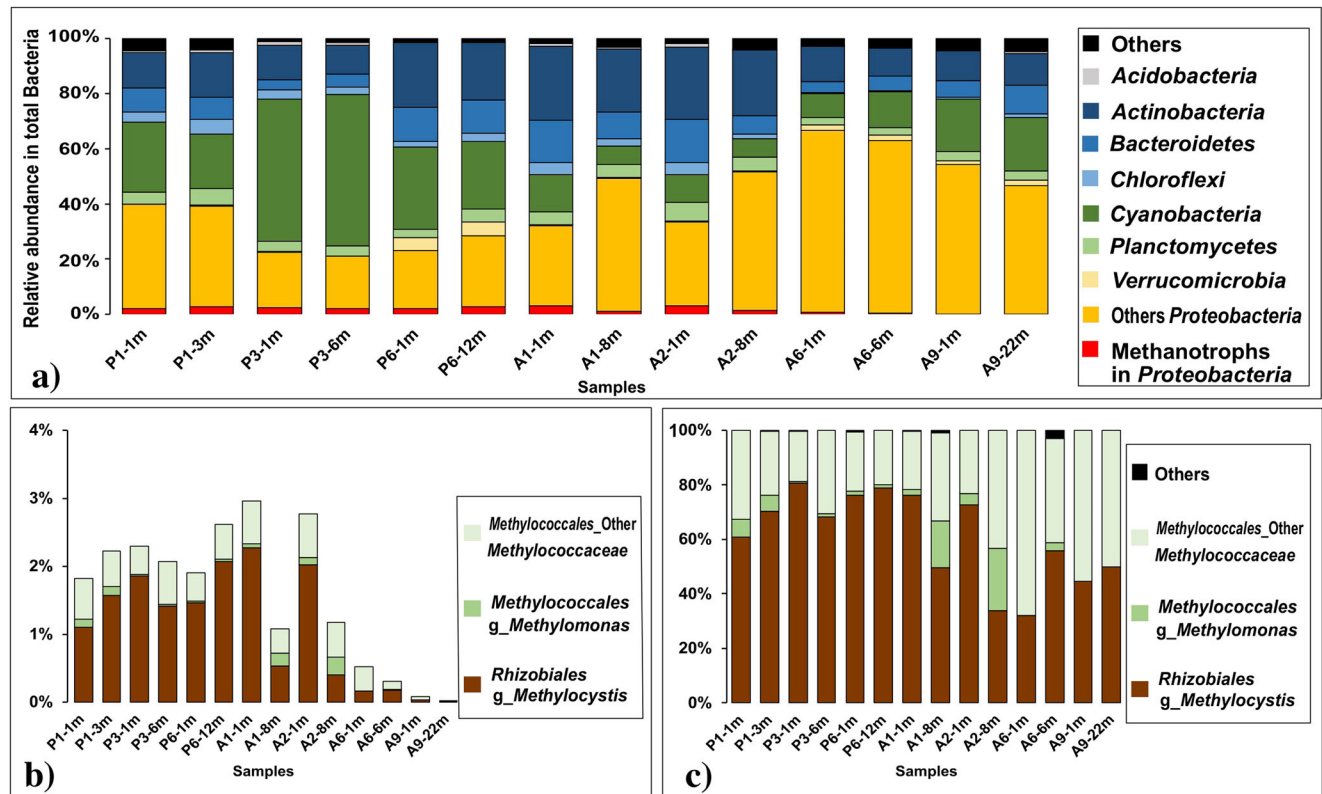 Relative abundance in total Bacteria
100%
80%
60%
40%
20%
0%
P1-1m
P1-3m
P3-1m
P3-6m
P6-1m
P6-12m
A1-1m
A1-8m
A2-1m
A2-8m
A6-1m
A6-6m
A9-1m
A9-22m
Samples
a)
Others
Acidobacteria
Actinobacteria
Bacteroidetes
Chloroflexi
Cyanobacteria
Planctomycetes
Verrucomicrobia
Others Proteobacteria
Methanotrophs
in Proteobacteria
4%
3%
2%
1%
0%
P1-1m
P1-3m
P3-1m
P3-6m
P6-1m
P6-12m
A1-1m
A1-8m
A2-1m
A2-8m
A6-1m
A6-6m
A9-1m
A9-22m
Samples
b)
Methylococcales_Other
Methylococcaceae
Methylococcales
g_Methylomonas
Rhizobiales
g_Methylocystis
100%
80%
60%
40%
20%
0%
P1-1m
P1-3m
P3-1m
P3-6m
P6-1m
P6-12m
A1-1m
A1-8m
A2-1m
A2-8m
A6-1m
A6-6m
A9-1m
A9-22m
Samples
c)
Others
Methylococcales_Other
Methylococcaceae
Methylococcales
g_Methylomonas
Rhizobiales
g_Methylocystis